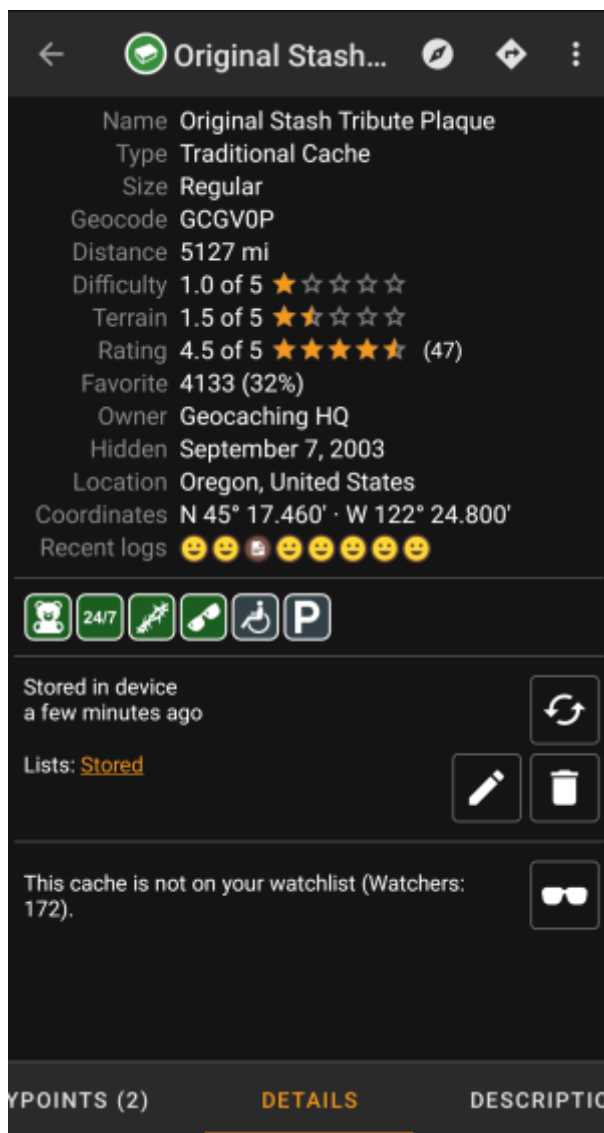 Original Stash...
Name Original Stash Tribute Plaque
Type Traditional Cache
Size Regular
Geocode GCGV0P
Distance 5127 mi
Difficulty 1.0 of 5
Terrain 1.5 of 5
Rating 4.5 of 5 (47)
Favorite 4133 (32%)
Owner Geocaching HQ
Hidden September 7, 2003
Location Oregon, United States
Coordinates N 45° 17.460' · W 122° 24.800'
Recent logs
24/7 P
Stored in device
a few minutes ago
Lists: Stored
This cache is not on your watchlist (Watchers:
172).
YPOINTS (2) DETAILS DESCRIPTIO